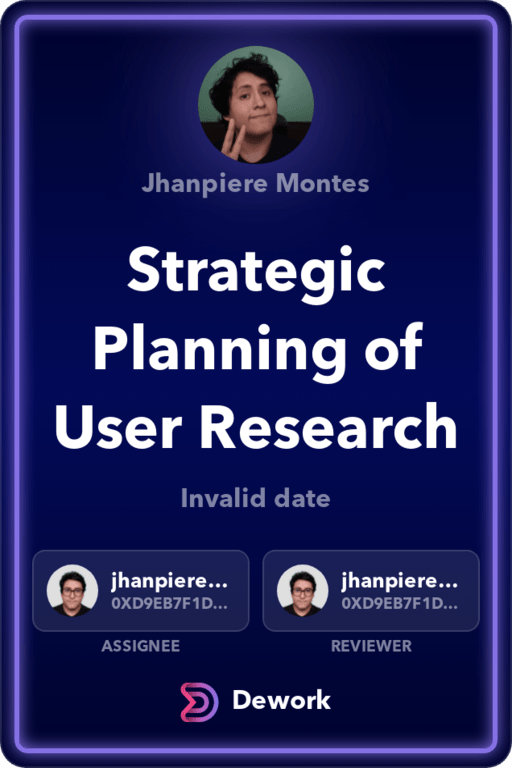 Jhanpiere Montes
Strategic
Planning of
User Research
Invalid date
jhanpiere...
0XD9EB7F1D...
jhanpiere...
0XD9EB7F1D...
ASSIGNEE
REVIEWER
Dework